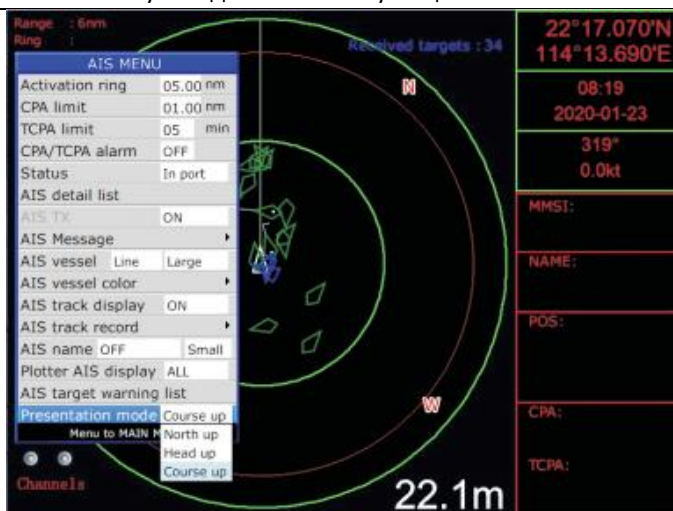 Range : 6nm
Ring :
Received targets : 34
N
W
AIS MENU
Activation ring 05.00 nm
CPA limit 01.00 nm
TCPA limit 05 min
CPA/TCPA alarm OFF
Status In port
AIS detail list
AIS TX ON
AIS Message
AIS vessel Line Large
AIS vessel color
AIS track display ON
AIS track record
AIS name OFF Small
Plotter AIS display ALL
AIS target warning list
Presentation mode Course up
Menu to MAIN M
North up
Head up
Course up
Channels
22.1m
22°17.070'N
114°13.690'E
08:19
2020-01-23
319°
0.0kt
MMSI:
NAME:
POS:
CPA:
TCPA: